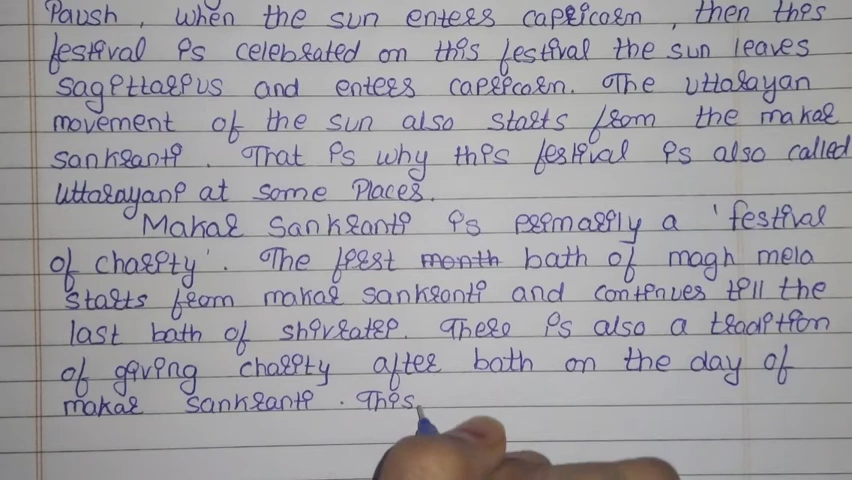 Paush, when the sun enters capricorn, then this
festival is celebrated on this festival the sun leaves
sagittarius and enters capricorn. The Uttarayan
movement of the sun also starts from the makar
sankranti. That is why this festival is also called
Uttarayani at some Places.
Makar sankranti is primarily a 'festival
of charity'. The first month bath of magh mela
starts from makar sankranti and continues till the
last bath of shivratri. There is also a tradition
of giving charity after bath on the day of
makar sankranti. This